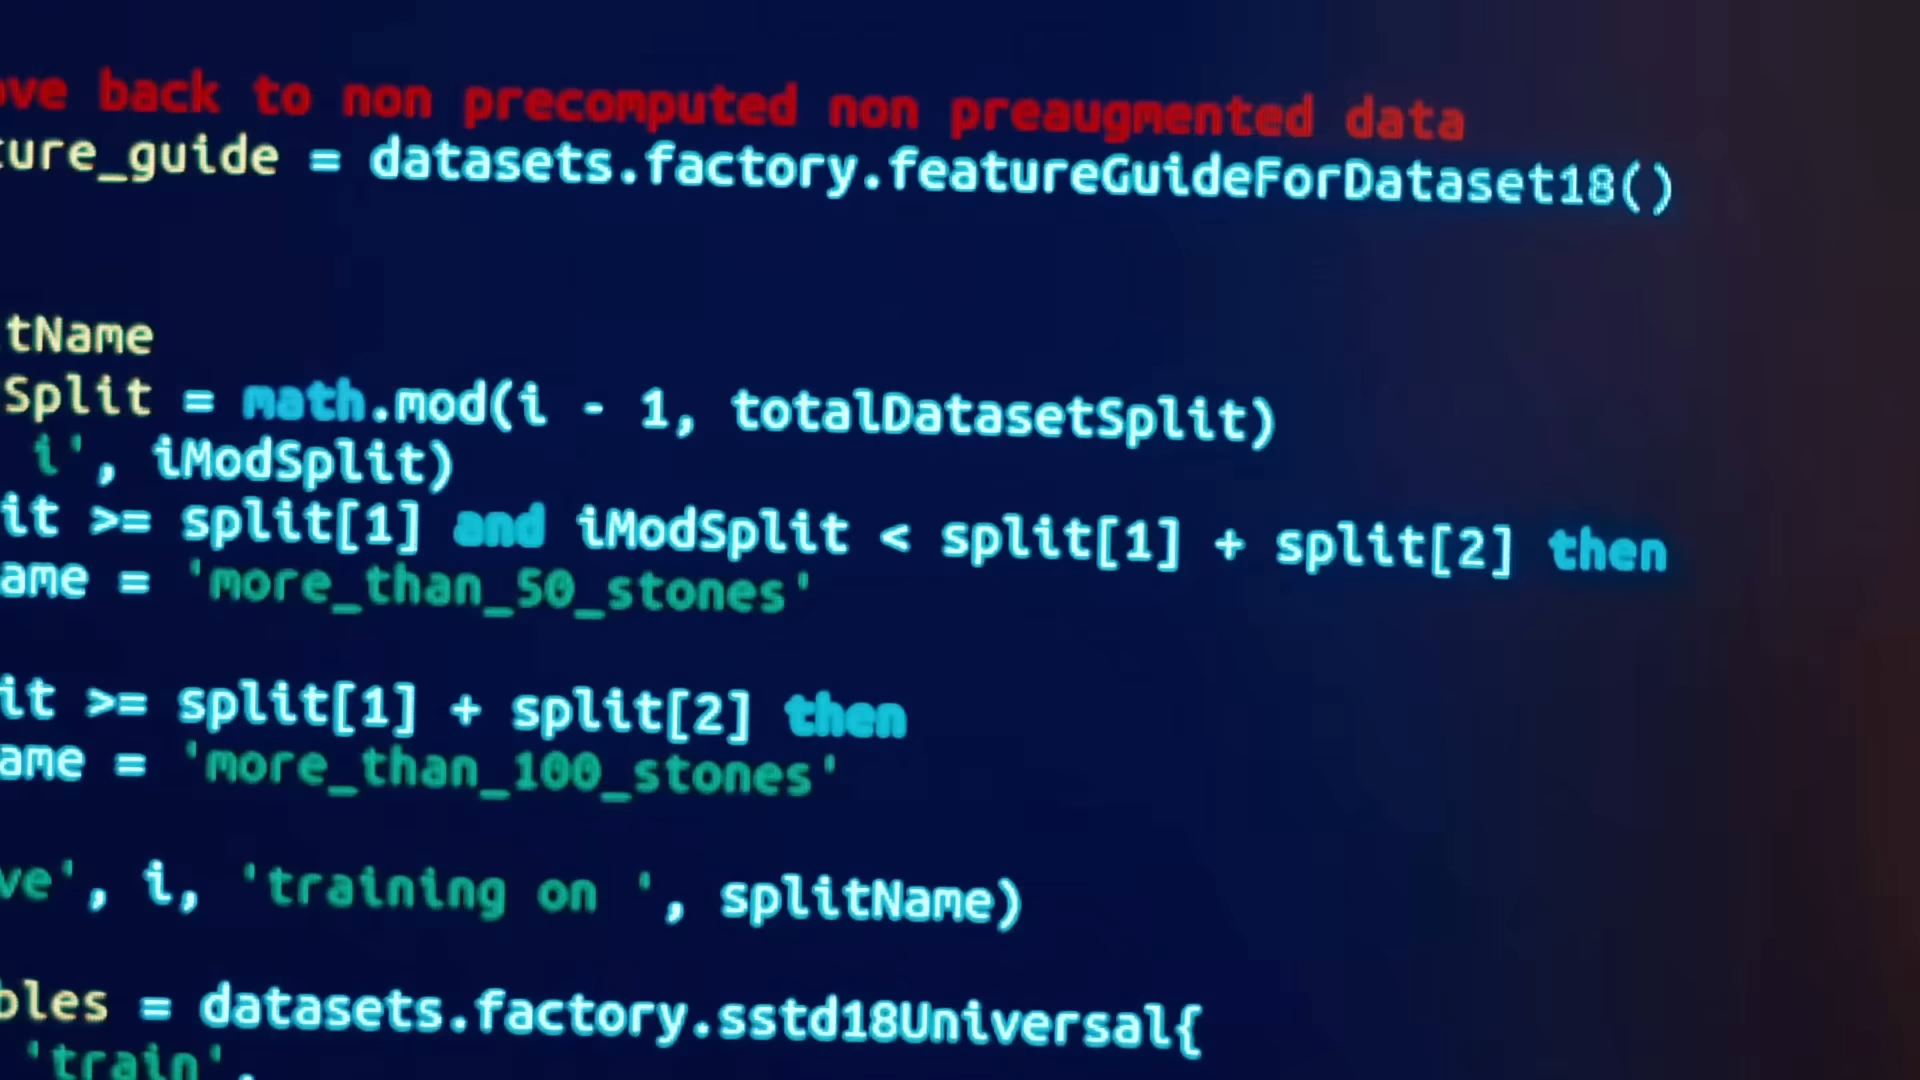 ove back to non precomputed non preaugmented data
ture_guide = datasets.factory.featureGuideForDataset18()
tName
Split = math.mod(i - 1, totalDatasetSplit)
i', iModSplit)
it >= split[1] and iModSplit < split[1] + split[2] then
ame = 'more_than_50_stones'
it >= split[1] + split[2] then
ame = 'more_than_100_stones'
ve', i, 'training on ', splitName)
bles = datasets.factory.sstd18Universal{
'train',